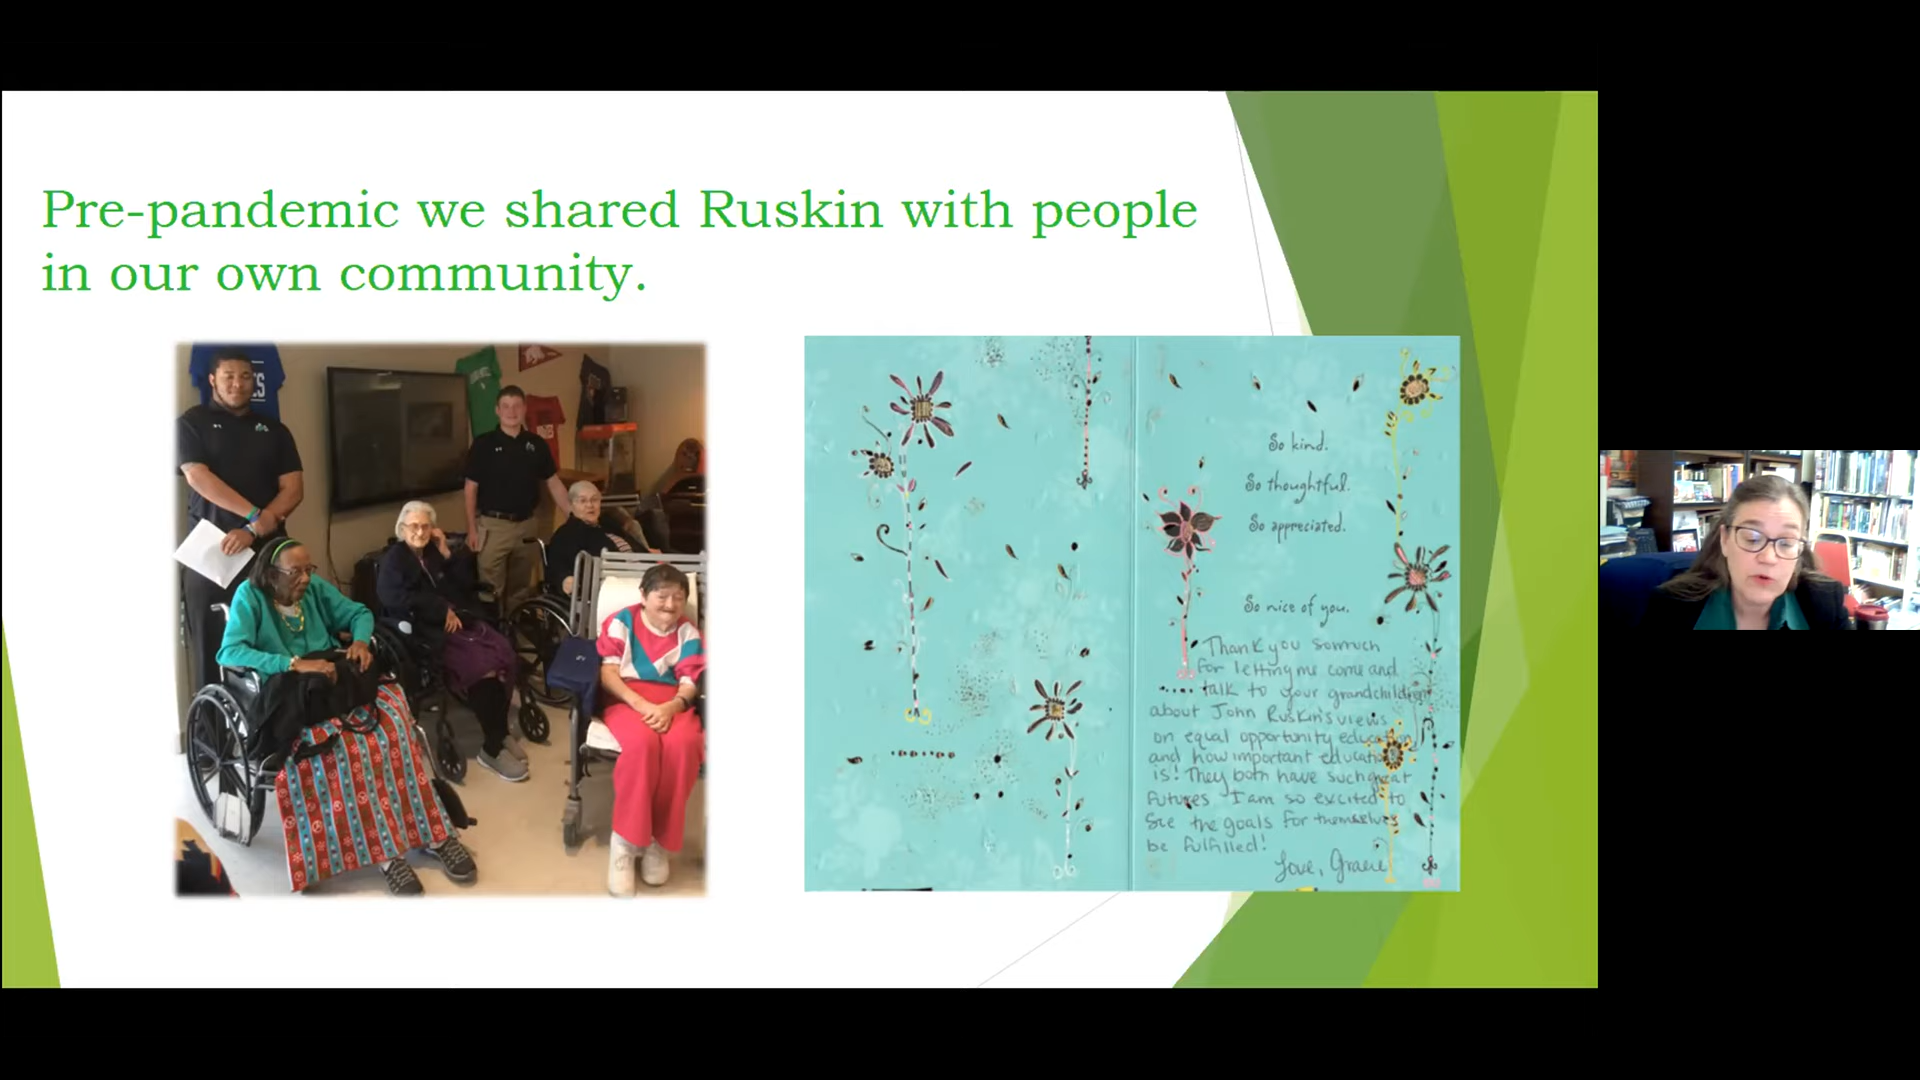 Pre-pandemic we shared Ruskin with people
in our own community.
So kind.
So thoughtful.
So appreciated.
So nice of you.
Thank you somuch
for letting me come and
talk to your grandchildren
about John Ruskin's views
on equal opportunity education
and how important education
is! They both have such great
futures I am so excited to
see the goals for themselves
be fulfilled!
Love, Gracie